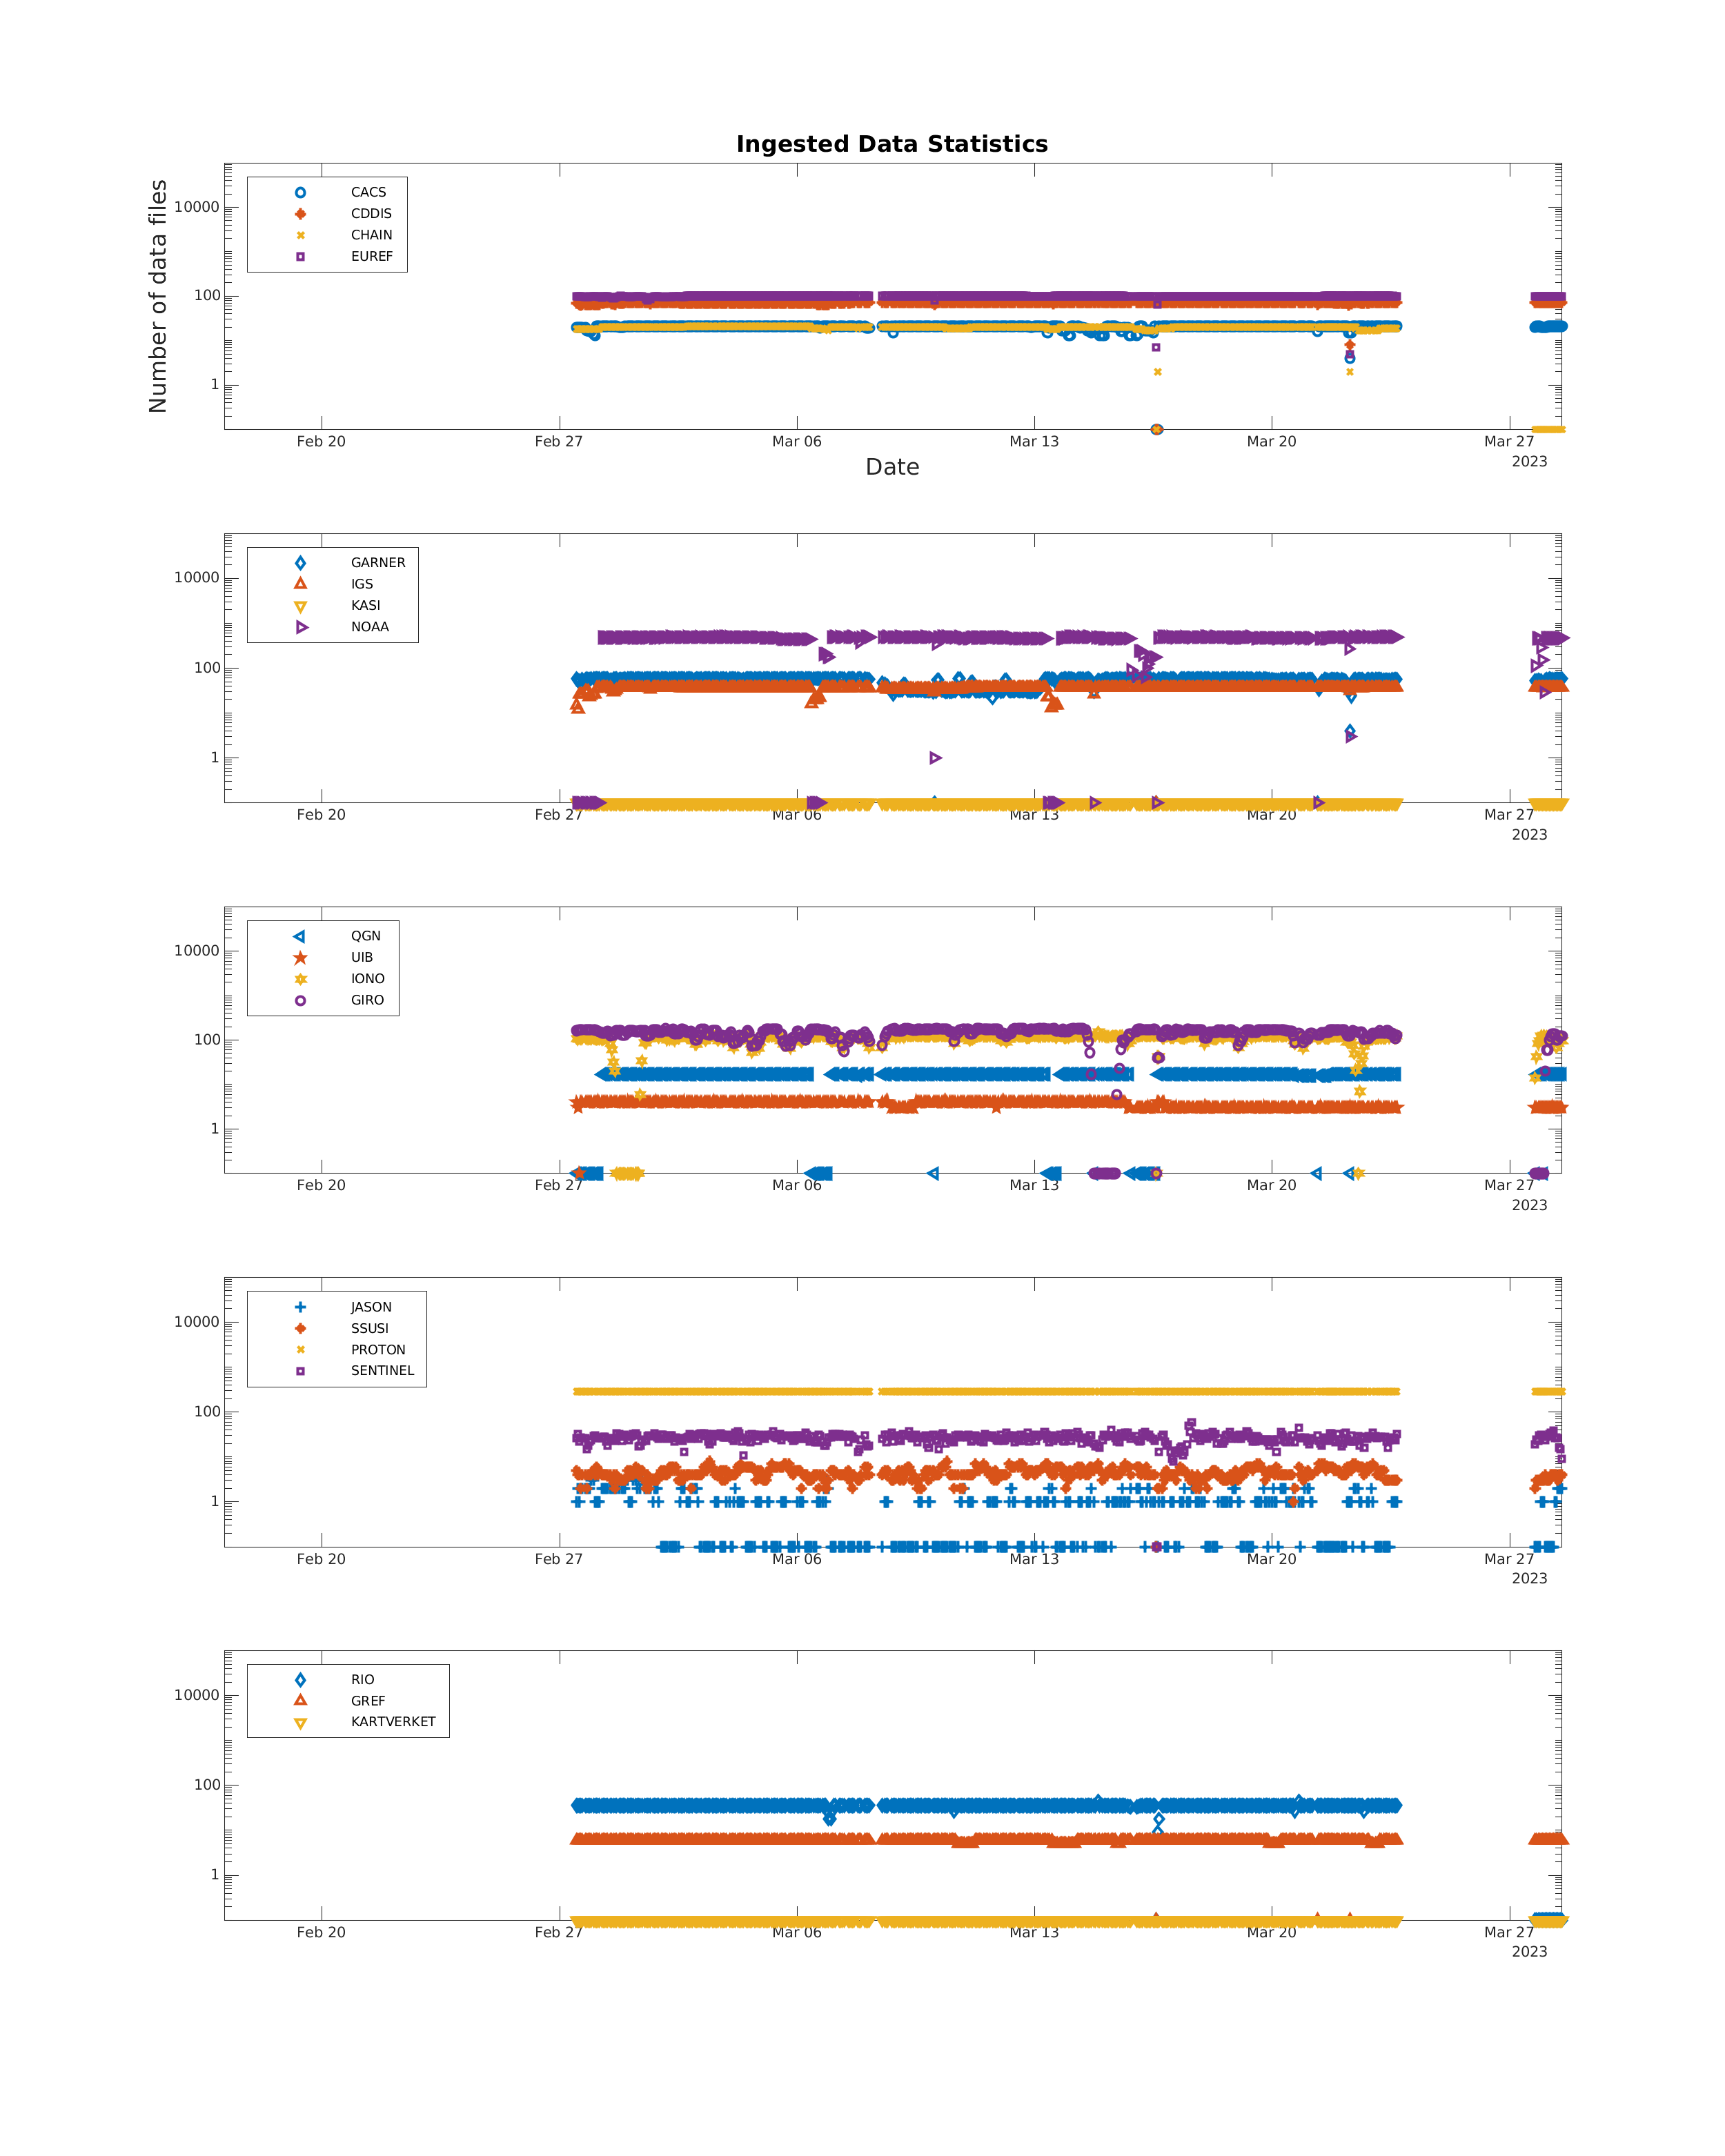 Ingested Data Statistics
Number of data files
10000
100
1
CACS
CDDIS
CHAIN
EUREF
Feb 20 Feb 27 Mar 06 Mar 13 Mar 20 Mar 27
2023
Date
10000
100
1
GARNER
IGS
KASI
NOAA
Feb 20 Feb 27 Mar 06 Mar 13 Mar 20 Mar 27
2023
10000
100
1
QGN
UIB
IONO
GIRO
Feb 20 Feb 27 Mar 06 Mar 13 Mar 20 Mar 27
2023
10000
100
1
JASON
SSUSI
PROTON
SENTINEL
Feb 20 Feb 27 Mar 06 Mar 13 Mar 20 Mar 27
2023
10000
100
1
RIO
GREF
KARTVERKET
Feb 20 Feb 27 Mar 06 Mar 13 Mar 20 Mar 27
2023